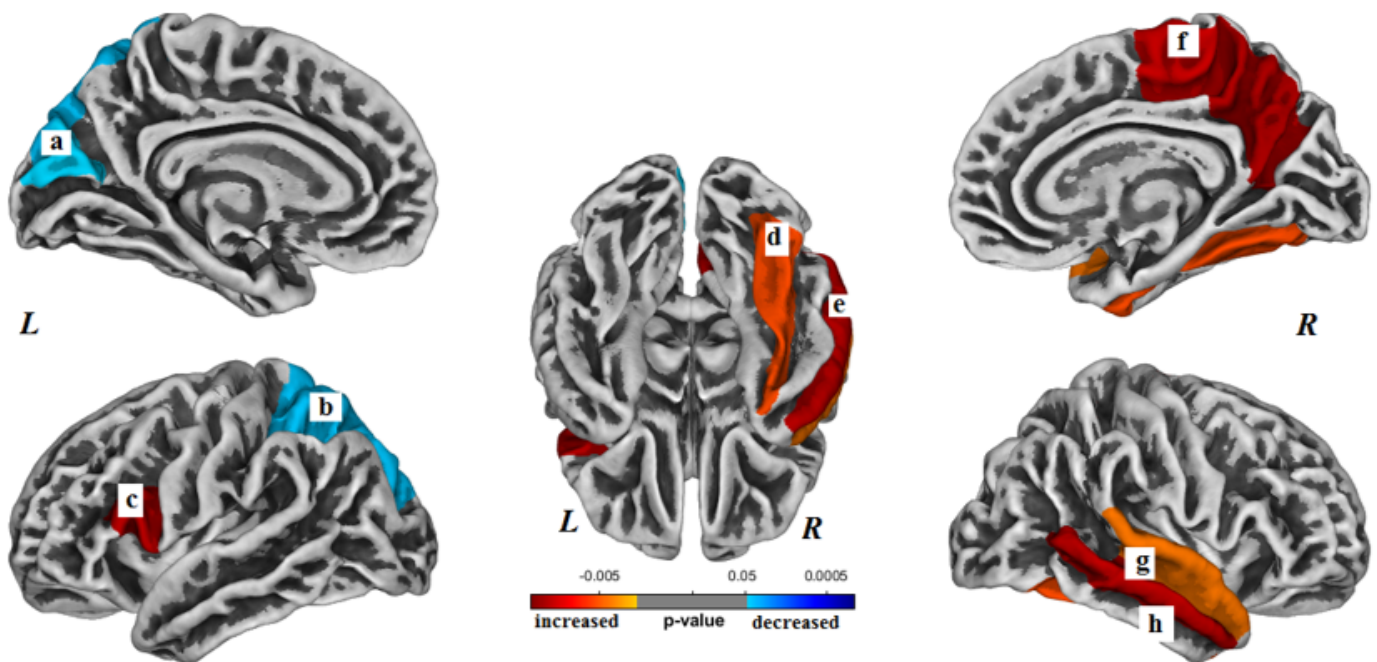 f
a
d
e
L
R
b
c
g
h
L
R
-0.005 0.05 0.0005
increased p-value decreased